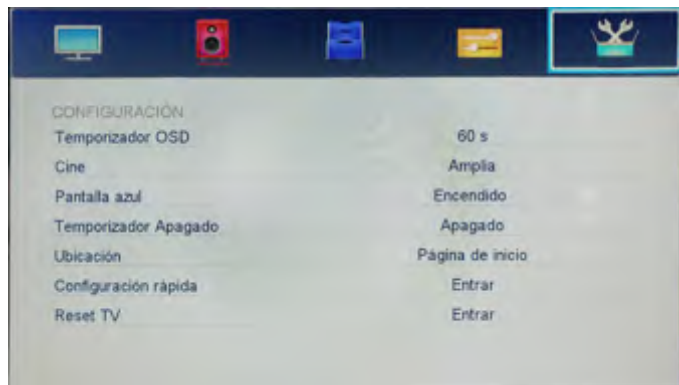 CONFIGURACIÓN
Temporizador OSD 60 s
Cine Amplia
Pantalla azul Encendido
Temporizador Apagado Apagado
Ubicación Página de inicio
Configuración rápida Entrar
Reset TV Entrar